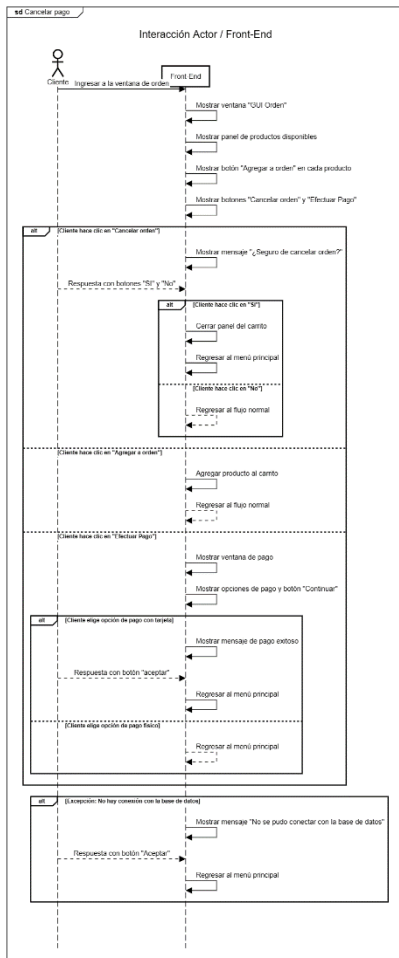 sd Cancelar pago
Interacción Actor / Front-End
Cliente
Front End
Ingresar a la ventana de orden
Mostrar ventana "GUI Orden"
Mostrar panel de productos disponibles
Mostrar botón "Agregar a orden" en cada producto
Mostrar botones "Cancelar orden" y "Efectuar Pago"
alt
[Cliente hace clic en "Cancelar orden"]
Mostrar mensaje "¿Seguro de cancelar orden?"
Respuesta con botones "SI" y "No"
alt
[Cliente hace clic en "Si"]
Cerrar panel del carrito
Regresar al menú principal
[Cliente hace clic en "No"]
Regresar al flujo normal
[Cliente hace clic en "Agregar a orden"]
Agregar producto al carrito
Regresar al flujo normal
[Cliente hace clic en "Efectuar Pago"]
Mostrar ventana de pago
Mostrar opciones de pago y botón "Continuar"
alt
[Cliente elige opción de pago con tarjeta]
Mostrar mensaje de pago exitoso
Respuesta con botón "aceptar"
Regresar al menú principal
[Cliente elige opción de pago físico]
Regresar al menú principal
alt
[Excepción: No hay conexión con la base de datos]
Mostrar mensaje "No se pudo conectar con la base de datos"
Respuesta con botón "Aceptar"
Regresar al menú principal